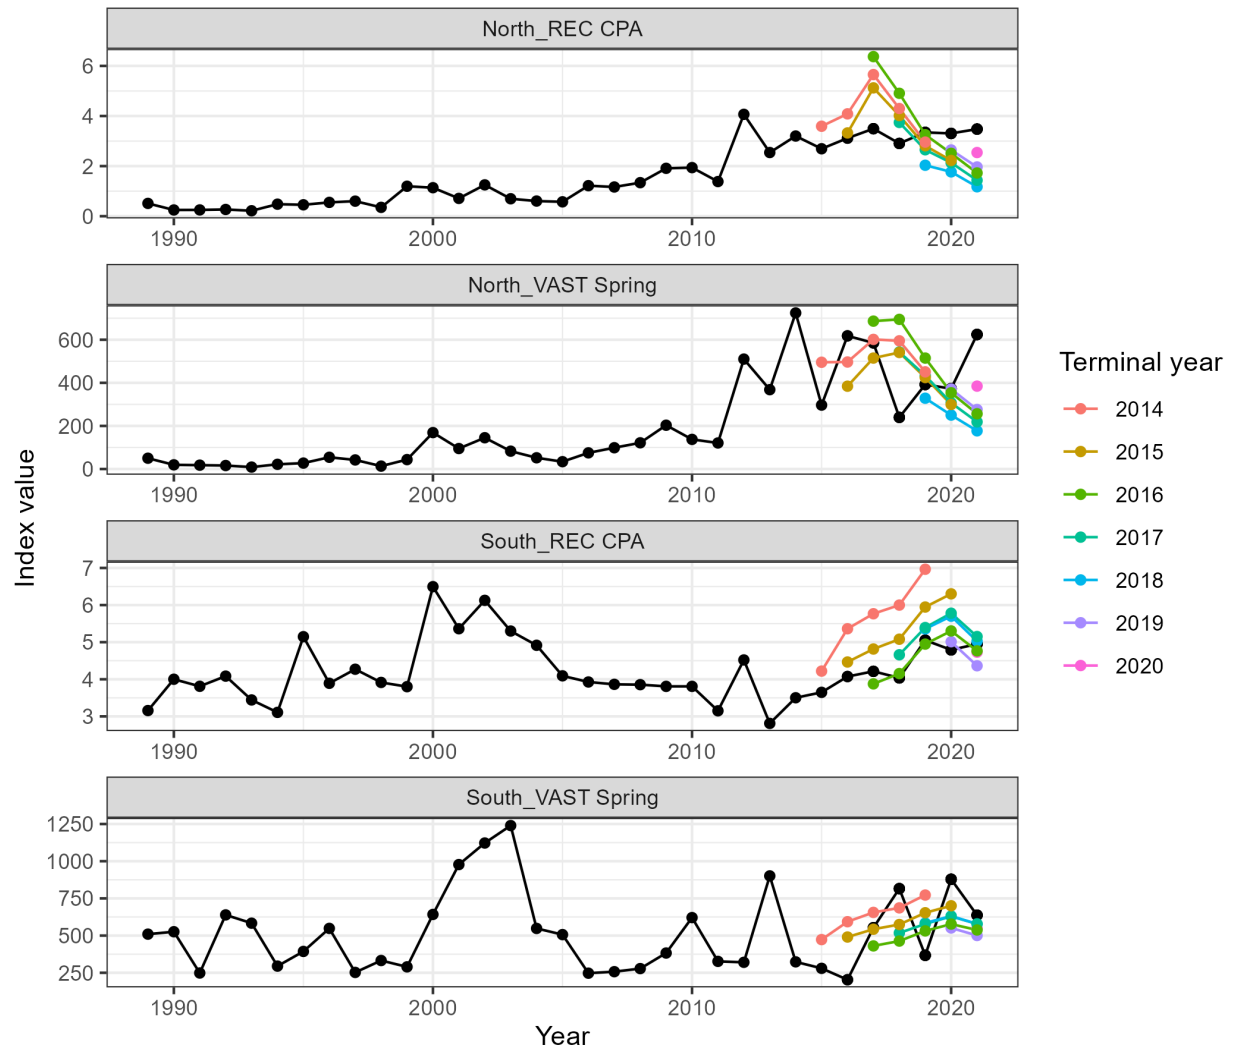 North_REC CPA
6
4
2
0
1990 2000 2010 2020
North_VAST Spring
600
400
200
0
1990 2000 2010 2020
South_REC CPA
7
6
5
4
3
1990 2000 2010 2020
South_VAST Spring
1250
1000
750
500
250
1990 2000 2010 2020
Year
Index value
Terminal year
2014
2015
2016
2017
2018
2019
2020